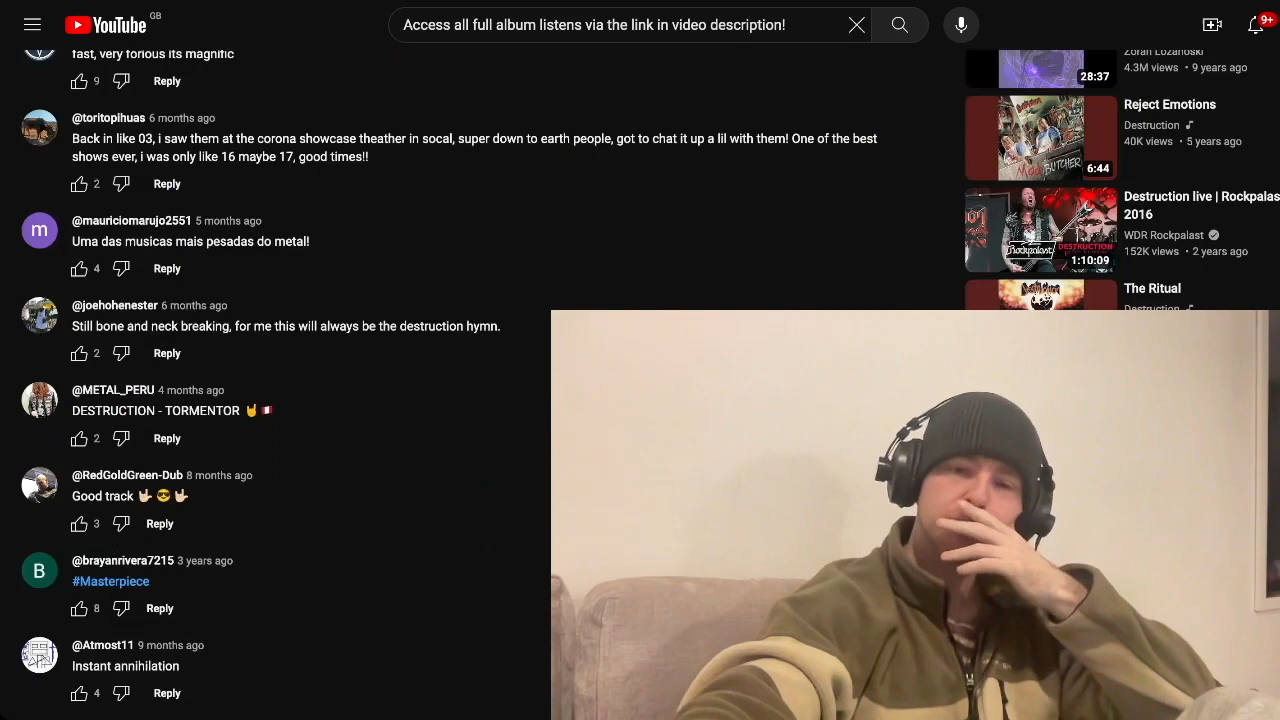 YouTube GB
Access all full album listens via the link in video description!
9+
fast, very forious its magnific
9 Reply
@toritopihuas 6 months ago
Back in like 03, i saw them at the corona showcase theather in socal, super down to earth people, got to chat it up a lil with them! One of the best
shows ever, i was only like 16 maybe 17, good times!!
2 Reply
m
@mauriciomarujo2551 5 months ago
Uma das musicas mais pesadas do metal!
4 Reply
@joehohenester 6 months ago
Still bone and neck breaking, for me this will always be the destruction hymn.
2 Reply
@METAL_PERU 4 months ago
DESTRUCTION - TORMENTOR 🤘🇵🇪
2 Reply
@RedGoldGreen-Dub 8 months ago
Good track 🤟🏼 😎 🤟🏼
3 Reply
B
@brayanrivera7215 3 years ago
#Masterpiece
8 Reply
@Atmost11 9 months ago
Instant annihilation
4 Reply
Zoran Lozanoski
4.3M views • 9 years ago
28:37
Reject Emotions
Destruction
40K views • 5 years ago
MAD BUTCHER
6:44
Destruction live | Rockpalas
2016
WDR Rockpalast
152K views • 2 years ago
Rockpalast
DESTRUCTION
1:10:09
The Ritual
Destruction